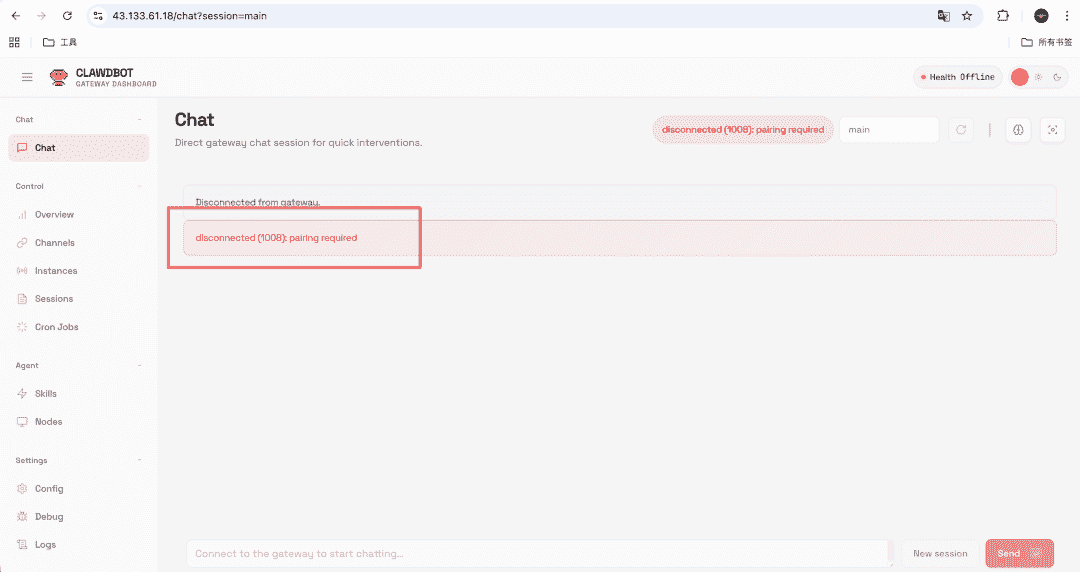 43.133.61.18/chat?session=main
工具
所有书签
CLAWDBOT
GATEWAY DASHBOARD
Health Offline
Chat
Chat
Control
Overview
Channels
Instances
Sessions
Cron Jobs
Agent
Skills
Nodes
Settings
Config
Debug
Logs
Chat
Direct gateway chat session for quick interventions.
disconnected (1008): pairing required
main
Disconnected from gateway.
disconnected (1008): pairing required
Connect to the gateway to start chatting...
New session
Send